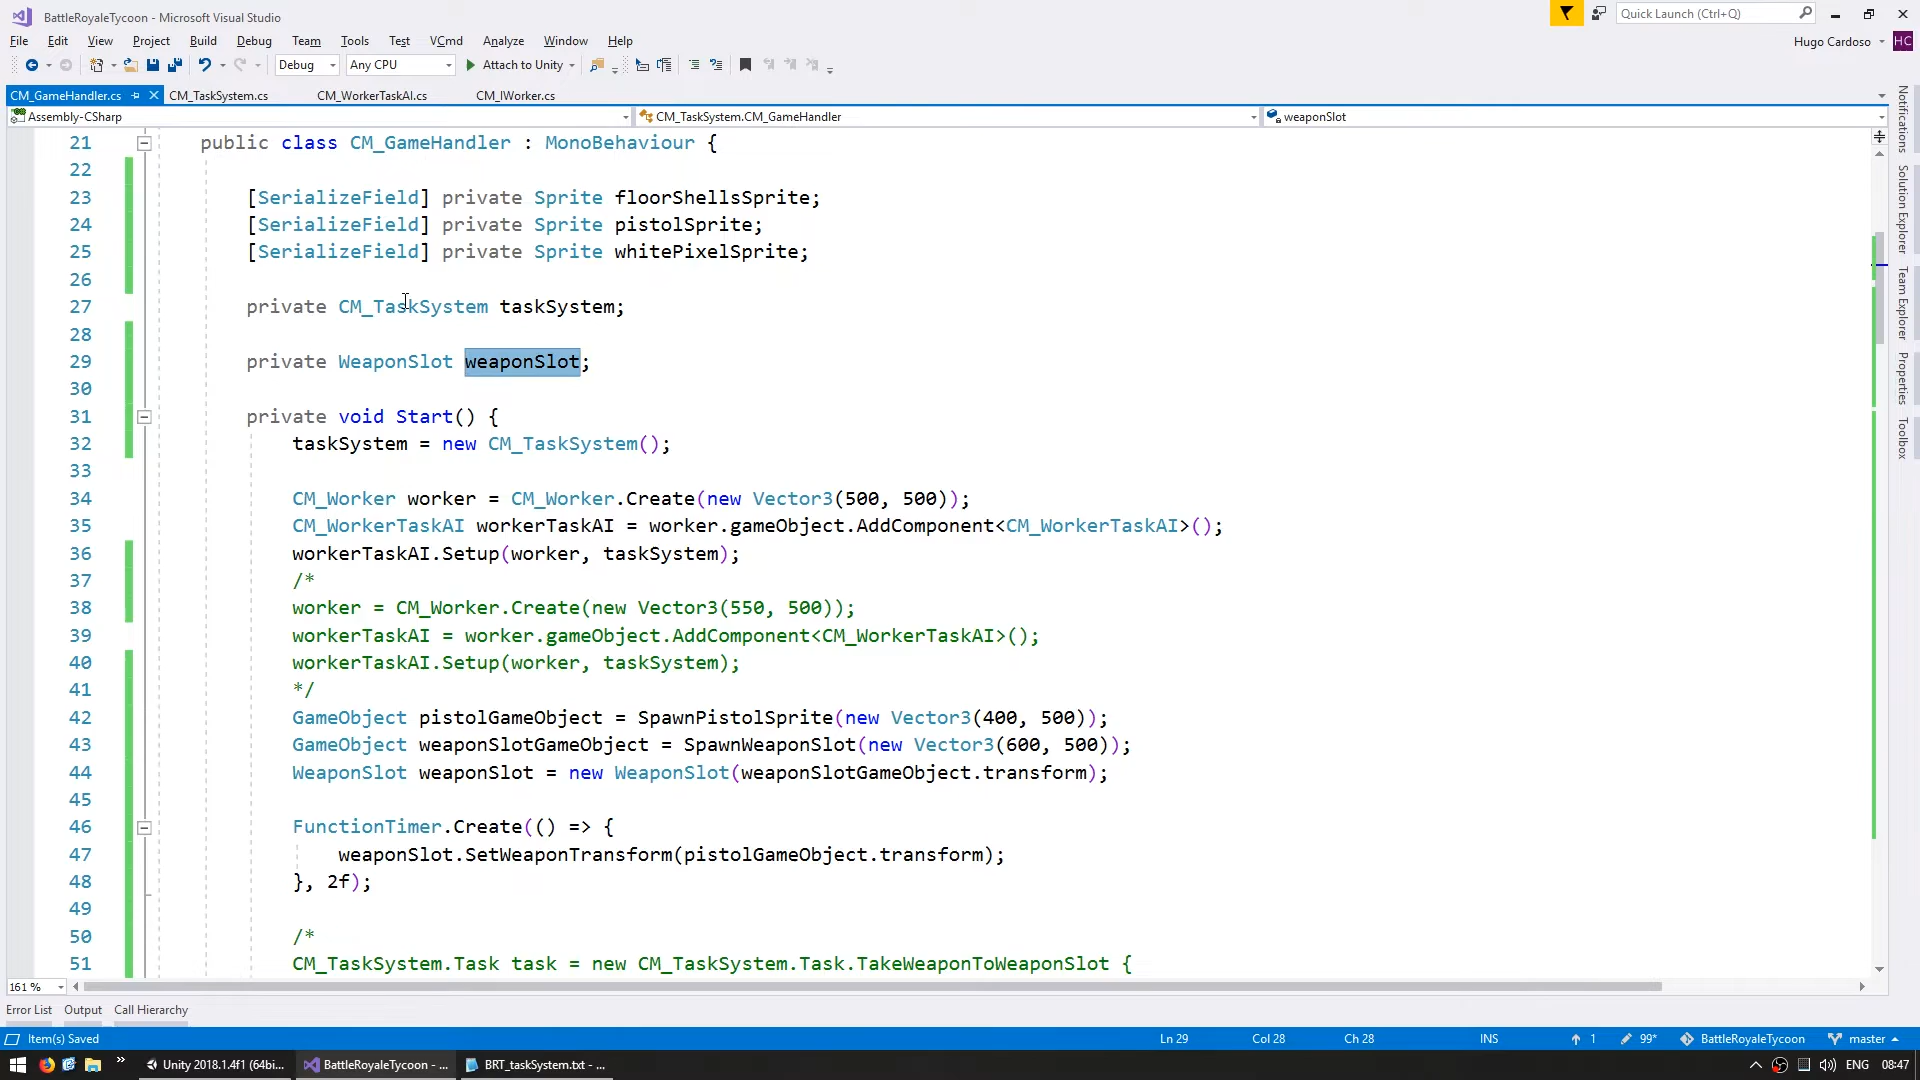 BattleRoyaleTycoon - Microsoft Visual Studio
Quick Launch (Ctrl+Q)
File Edit View Project Build Debug Team Tools Test VCmd Analyze Window Help
Hugo Cardoso HC
Debug Any CPU Attach to Unity
CM_GameHandler.cs CM_TaskSystem.cs CM_WorkerTaskAI.cs CM_IWorker.cs
Assembly-CSharp CM_TaskSystem.CM_GameHandler weaponSlot
21 public class CM_GameHandler : MonoBehaviour {
22
23 [SerializeField] private Sprite floorShellsSprite;
24 [SerializeField] private Sprite pistolSprite;
25 [SerializeField] private Sprite whitePixelSprite;
26
27 private CM_TaskSystem taskSystem;
28
29 private WeaponSlot weaponSlot;
30
31 private void Start() {
32 taskSystem = new CM_TaskSystem();
33
34 CM_Worker worker = CM_Worker.Create(new Vector3(500, 500));
35 CM_WorkerTaskAI workerTaskAI = worker.gameObject.AddComponent<CM_WorkerTaskAI>();
36 workerTaskAI.Setup(worker, taskSystem);
37 /*
38 worker = CM_Worker.Create(new Vector3(550, 500));
39 workerTaskAI = worker.gameObject.AddComponent<CM_WorkerTaskAI>();
40 workerTaskAI.Setup(worker, taskSystem);
41 */
42 GameObject pistolGameObject = SpawnPistolSprite(new Vector3(400, 500));
43 GameObject weaponSlotGameObject = SpawnWeaponSlot(new Vector3(600, 500));
44 WeaponSlot weaponSlot = new WeaponSlot(weaponSlotGameObject.transform);
45
46 FunctionTimer.Create(() => {
47 weaponSlot.SetWeaponTransform(pistolGameObject.transform);
48 }, 2f);
49
50 /*
51 CM_TaskSystem.Task task = new CM_TaskSystem.Task.TakeWeaponToWeaponSlot {
Notifications
Solution Explorer
Team Explorer
Properties
Toolbox
161 %
Error List Output Call Hierarchy
Item(s) Saved Ln 29 Col 28 Ch 28 INS 1 99* BattleRoyaleTycoon master
Unity 2018.1.4f1 (64bi... BattleRoyaleTycoon - ... BRT_taskSystem.txt - ... ENG 08:47